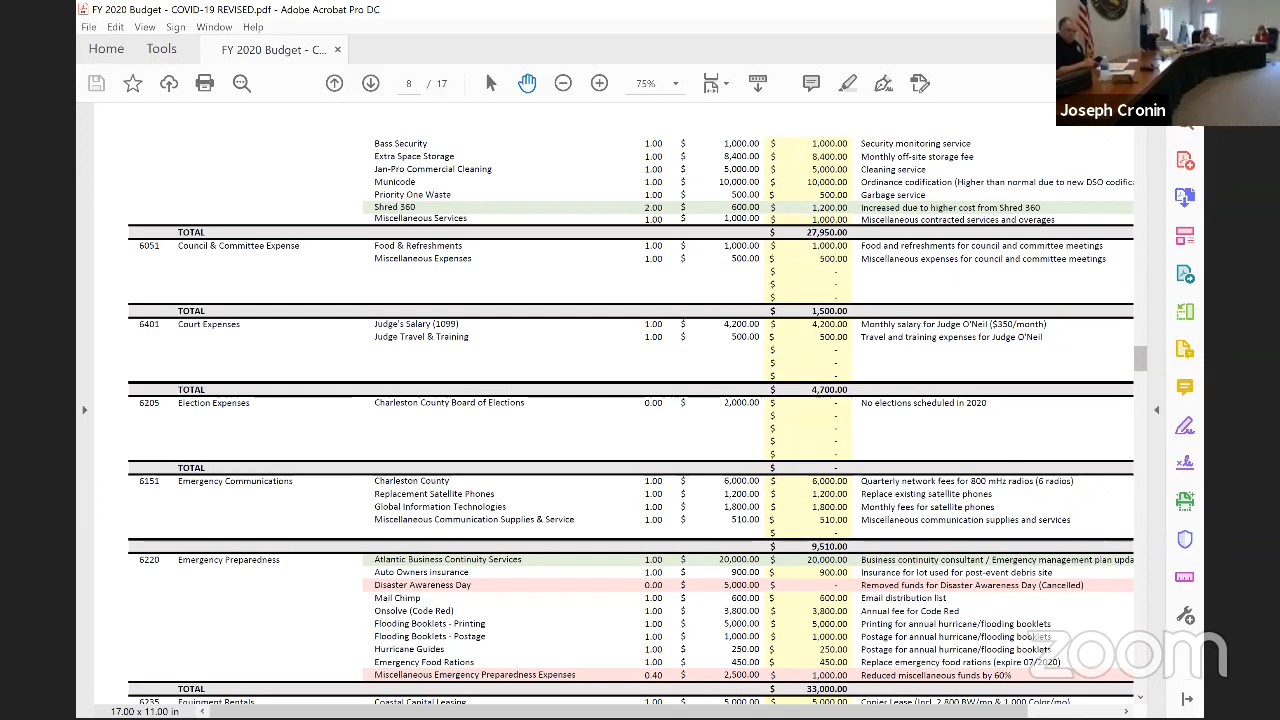 FY 2020 Budget - COVID-19 REVISED.pdf - Adobe Acrobat Pro DC
File Edit View Sign Window Help
Home Tools FY 2020 Budget - C... ×
8 / 17 75%
Joseph Cronin
Bass Security 1.00 $ 1,000.00 $ 1,000.00 Security monitoring service
Extra Space Storage 1.00 $ 8,400.00 $ 8,400.00 Monthly off-site storage fee
Jan-Pro Commercial Cleaning 1.00 $ 5,000.00 $ 5,000.00 Cleaning service
Municode 1.00 $ 10,000.00 $ 10,000.00 Ordinance codification (Higher than normal due to new DSO codifica
Priority One Waste 1.00 $ 500.00 $ 500.00 Garbage service
Shred 360 2.00 $ 600.00 $ 1,200.00 Increased due to higher cost from Shred 360
Miscellaneous Services 1.00 $ 1,000.00 $ 1,000.00 Miscellaneous contracted services and overages
TOTAL $ 27,950.00
6051 Council & Committee Expense Food & Refreshments 1.00 $ 1,000.00 $ 1,000.00 Food and refreshments for council and committee meetings
Miscellaneous Expenses 1.00 $ 500.00 $ 500.00 Miscellaneous expenses for council and committee meetings
$ -
$ -
$ -
TOTAL $ 1,500.00
6401 Court Expenses Judge's Salary (1099) 1.00 $ 4,200.00 $ 4,200.00 Monthly salary for Judge O'Neil ($350/month)
Judge Travel & Training 1.00 $ 500.00 $ 500.00 Travel and training expenses for Judge O'Neil
$ -
$ -
$ -
TOTAL $ 4,700.00
6205 Election Expenses Charleston County Board of Elections 0.00 $ 2,000.00 $ - No elections scheduled in 2020
$ -
$ -
$ -
$ -
TOTAL $ -
6151 Emergency Communications Charleston County 1.00 $ 6,000.00 $ 6,000.00 Quarterly network fees for 800 mHz radios (6 radios)
Replacement Satellite Phones 1.00 $ 1,200.00 $ 1,200.00 Replace existing satellite phones
Global Information Technologies 1.00 $ 1,800.00 $ 1,800.00 Monthly fees for satellite phones
Miscellaneous Communication Supplies & Service 1.00 $ 510.00 $ 510.00 Miscellaneous communication supplies and services
$ -
$ 9,510.00
6220 Emergency Preparedness Atlantic Business Continuity Services 1.00 $ 20,000.00 $ 20,000.00 Business continuity consultant / Emergency management plan upda
Auto Owners insurance 1.00 $ 900.00 $ 900.00 Insurance for lot used for post-event debris site
Disaster Awareness Day 0.00 $ 5,000.00 $ - Removed funds for Disaster Awareness Day (Cancelled)
Mail Chimp 1.00 $ 600.00 $ 600.00 Email distribution list
Onsolve (Code Red) 1.00 $ 3,800.00 $ 3,800.00 Annual fee for Code Red
Flooding Booklets - Printing 1.00 $ 5,000.00 $ 5,000.00 Printing for annual hurricane/flooding booklets
Flooding Booklets - Postage 1.00 $ 1,000.00 $ 1,000.00 Postage for annual hurricane/flooding booklets
Hurricane Guides 1.00 $ 250.00 $ 250.00 Postage for annual hurricane/flooding booklets
Emergency Food Rations 1.00 $ 450.00 $ 450.00 Replace emergency food rations (expire 07/2020)
Miscellaneous Emergency Preparedness Expenses 0.40 $ 2,500.00 $ 1,000.00 Reduced miscellaneous funds by 60%
TOTAL $ 33,000.00
6235 Equipment Rentals Coastal Capital Leasing 1.00 $ 5,000.00 $ 5,000.00 Copier Lease (Incl. 2,800 BW/mo & 1,000 Color/mo)
17.00 x 11.00 in
zoom